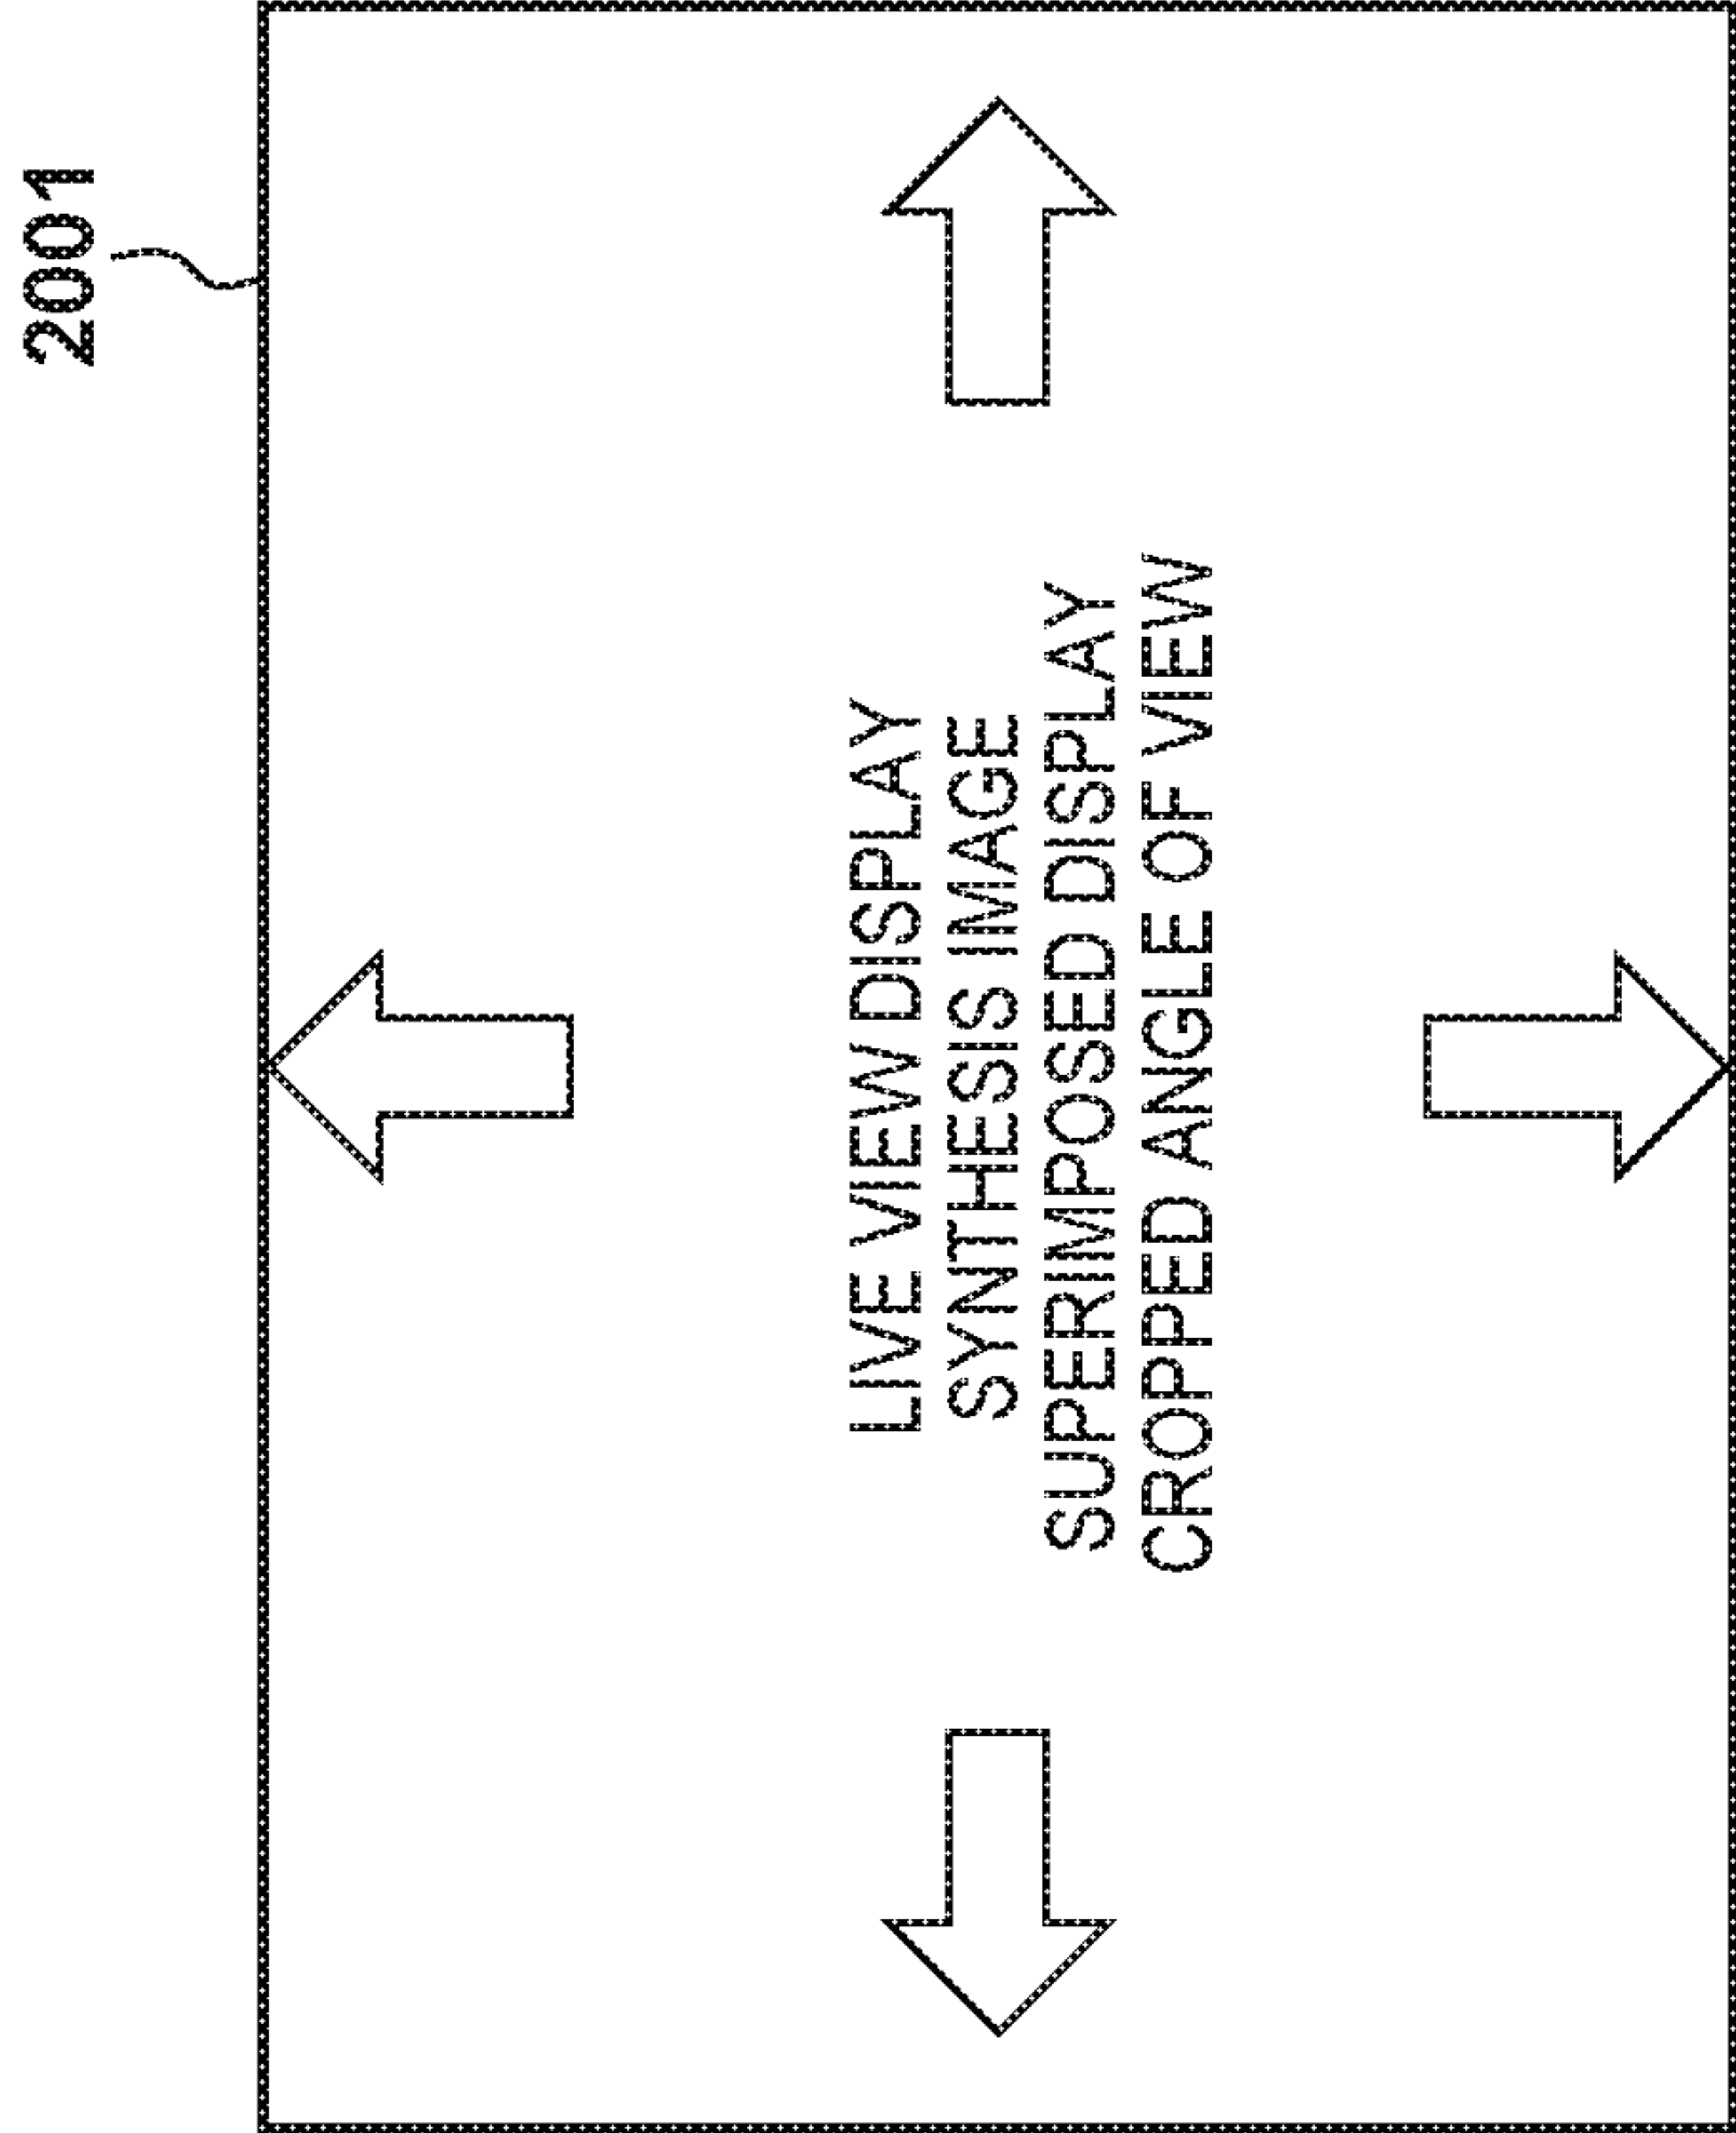 2001
LIVE VIEW DISPLAY
SYNTHESIS IMAGE
SUPERIMPOSED DISPLAY
CROPPED ANGLE OF VIEW